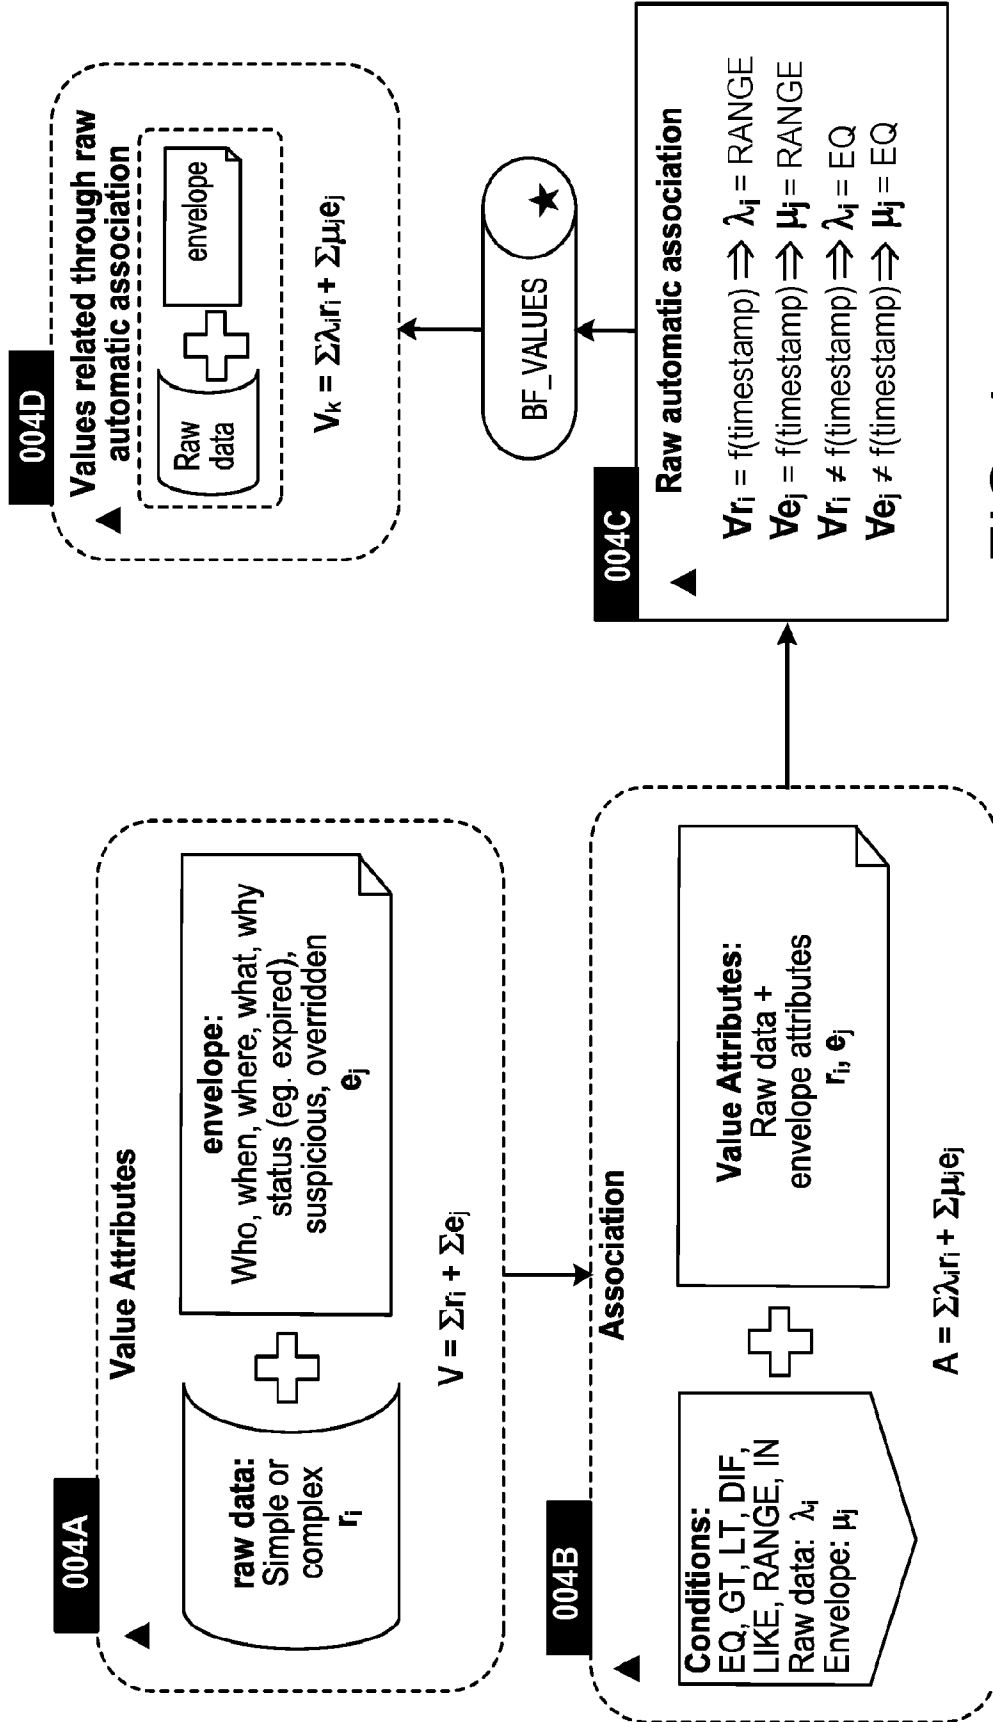 004A
Value Attributes
raw data:
Simple or
complex
ri
envelope:
Who, when, where, what, why
status (eg. expired),
suspicious, overridden
ej
V = Σri + Σej
004B
Association
Conditions:
EQ, GT, LT, DIF,
LIKE, RANGE, IN
Raw data: λi
Envelope: μj
Value Attributes:
Raw data +
envelope attributes
ri, ej
A = Σλiri + Σμjej
004C
Raw automatic association
∀ri = f(timestamp) ⇒ λi = RANGE
∀ej = f(timestamp) ⇒ μj = RANGE
∀ri ≠ f(timestamp) ⇒ λi = EQ
∀ej ≠ f(timestamp) ⇒ μj = EQ
BF_VALUES
004D
Values related through raw
automatic association
Raw
data
envelope
Vk = Σλiri + Σμjej